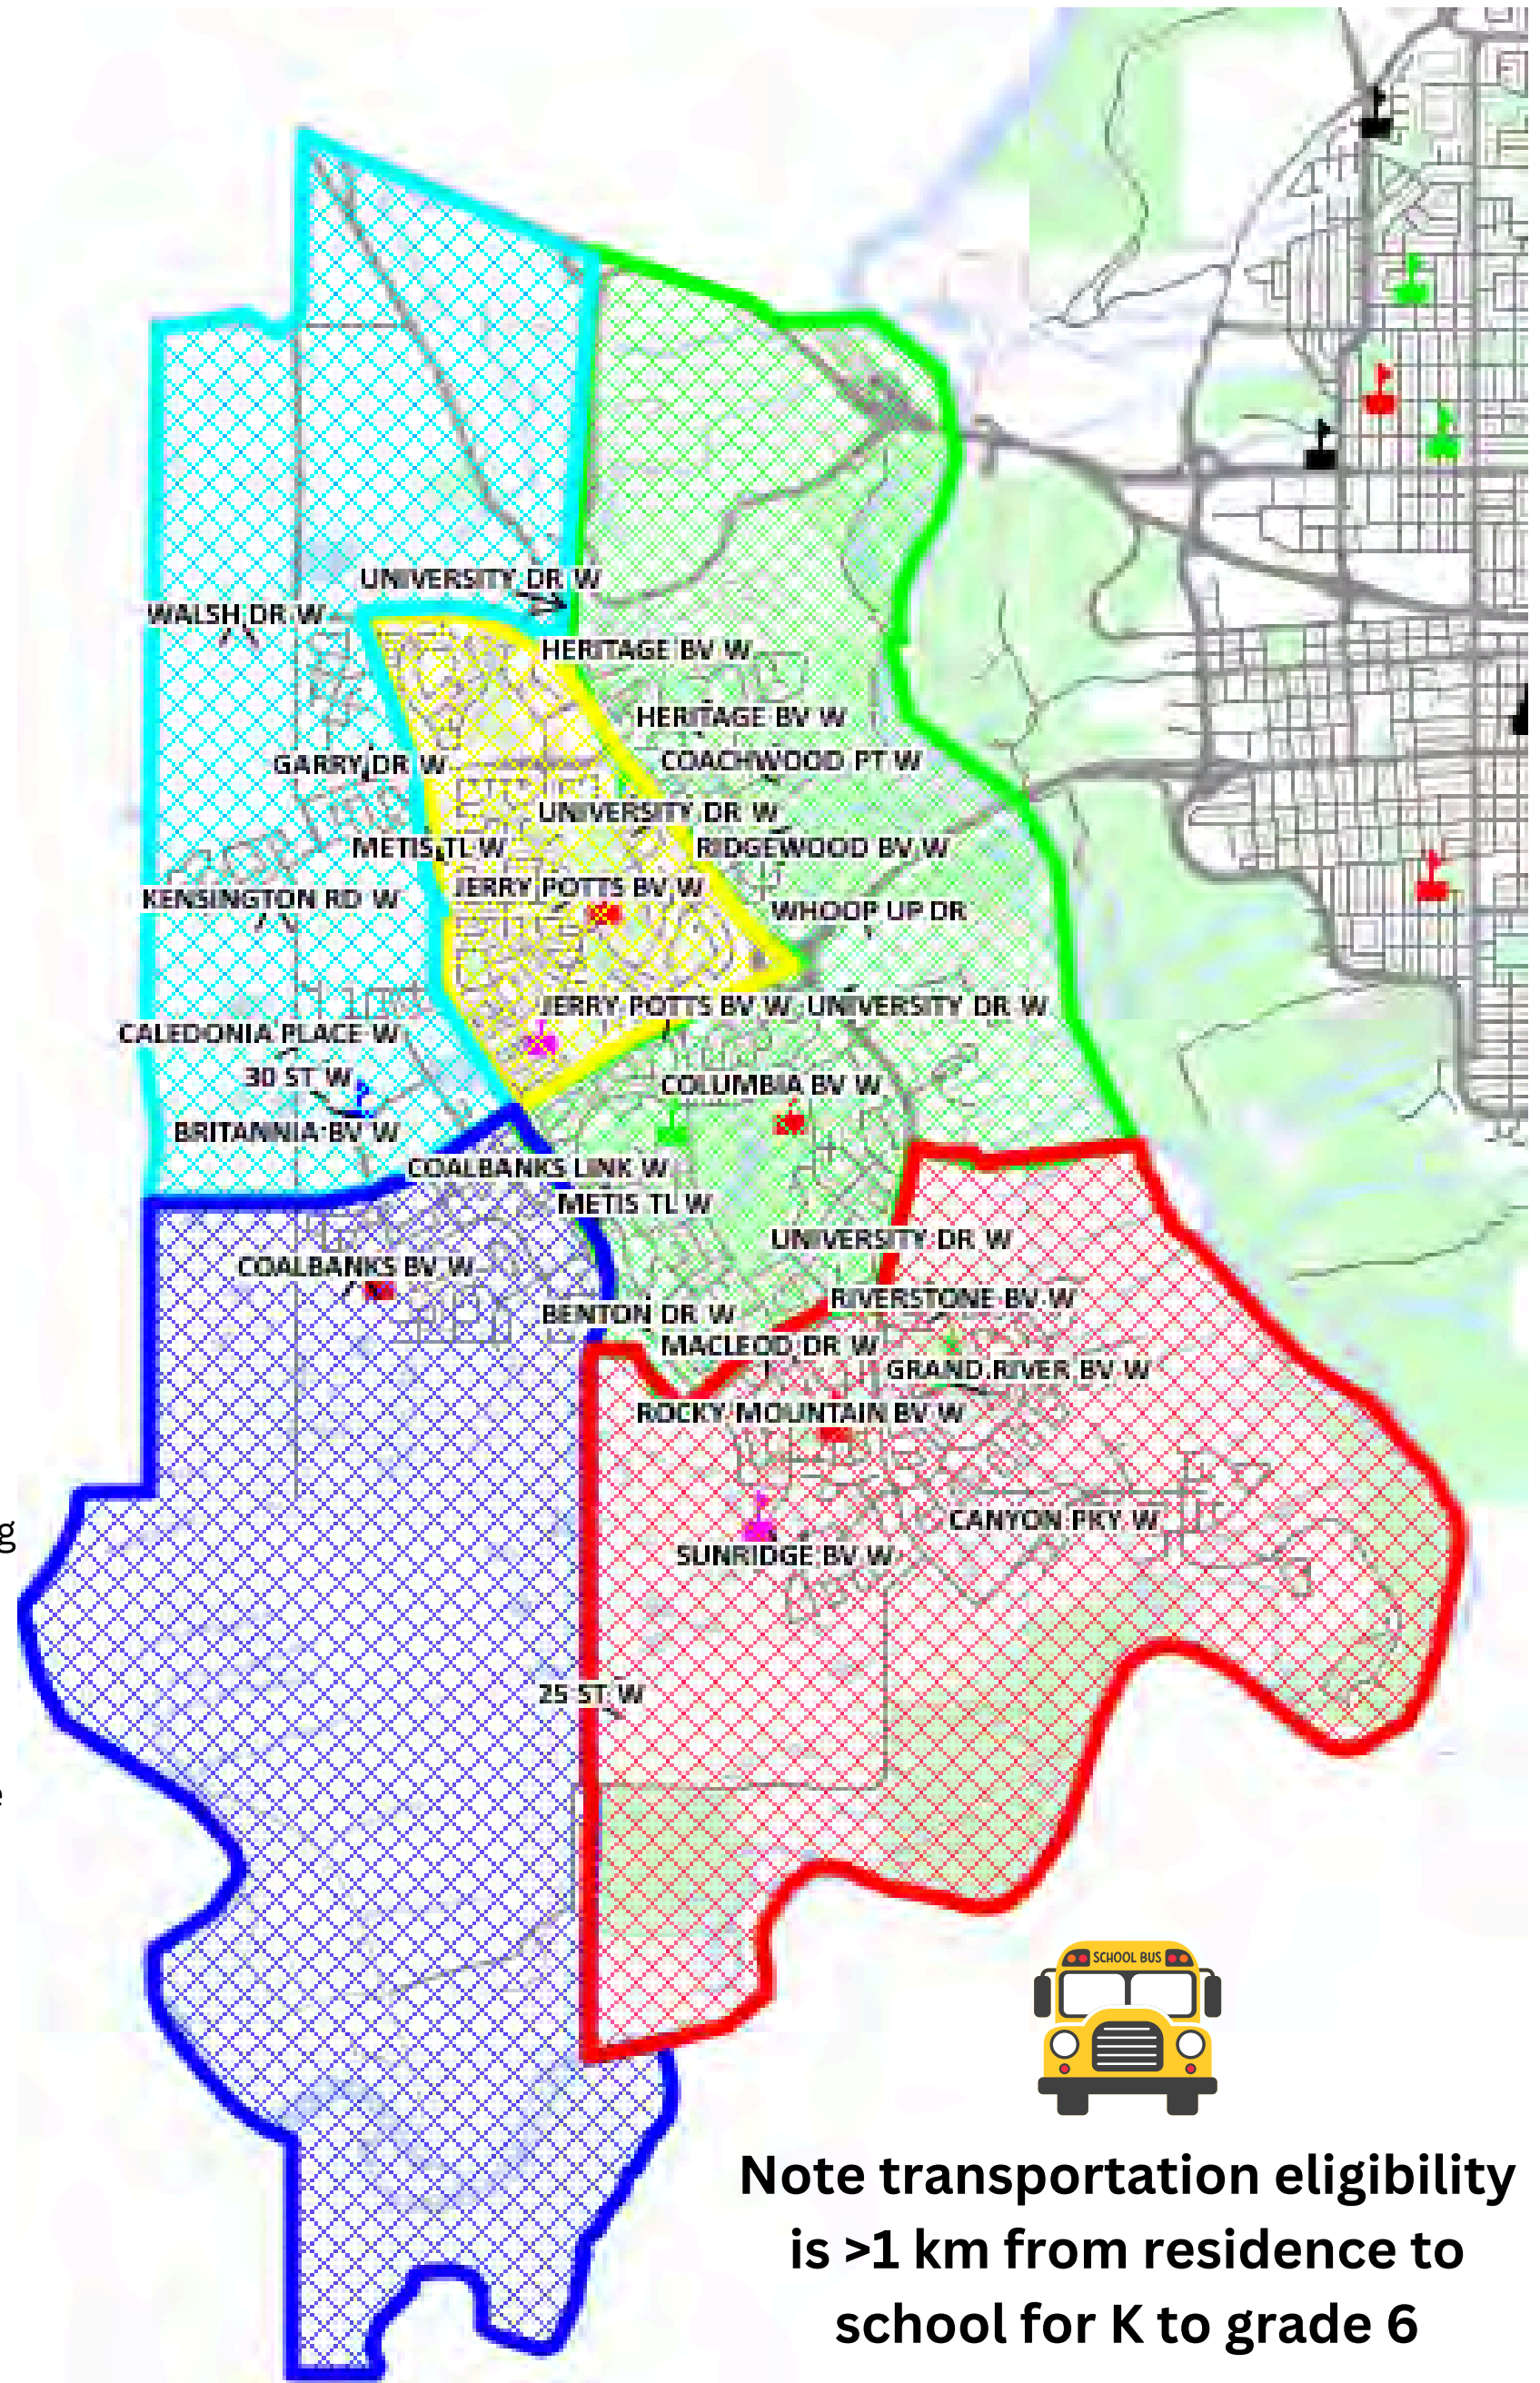 UNIVERSITY DR W
WALSH DR W
HERITAGE BV W
HERITAGE BV W
COACHWOOD PT W
GARRY DR W
UNIVERSITY DR W
METIS TL W
RIDGEWOOD BV W
JERRY POTTS BV W
KENSINGTON RD W
WHOOP UP DR
JERRY POTTS BV W
UNIVERSITY DR W
CALEDONIA PLACE W
30 ST W
COLUMBIA BV W
BRITANNIA BV W
COALBANKS LINK W
METIS TL W
UNIVERSITY DR W
COALBANKS BV W
RIVERSTONE BV W
BENTON DR W
MACLEOD DR W
GRAND RIVER BV W
ROCKY MOUNTAIN BV W
CANYON PKY W
g
SUNRIDGE BV W
25 ST W
e
SCHOOL BUS
Note transportation eligibility
is >1 km from residence to
school for K to grade 6